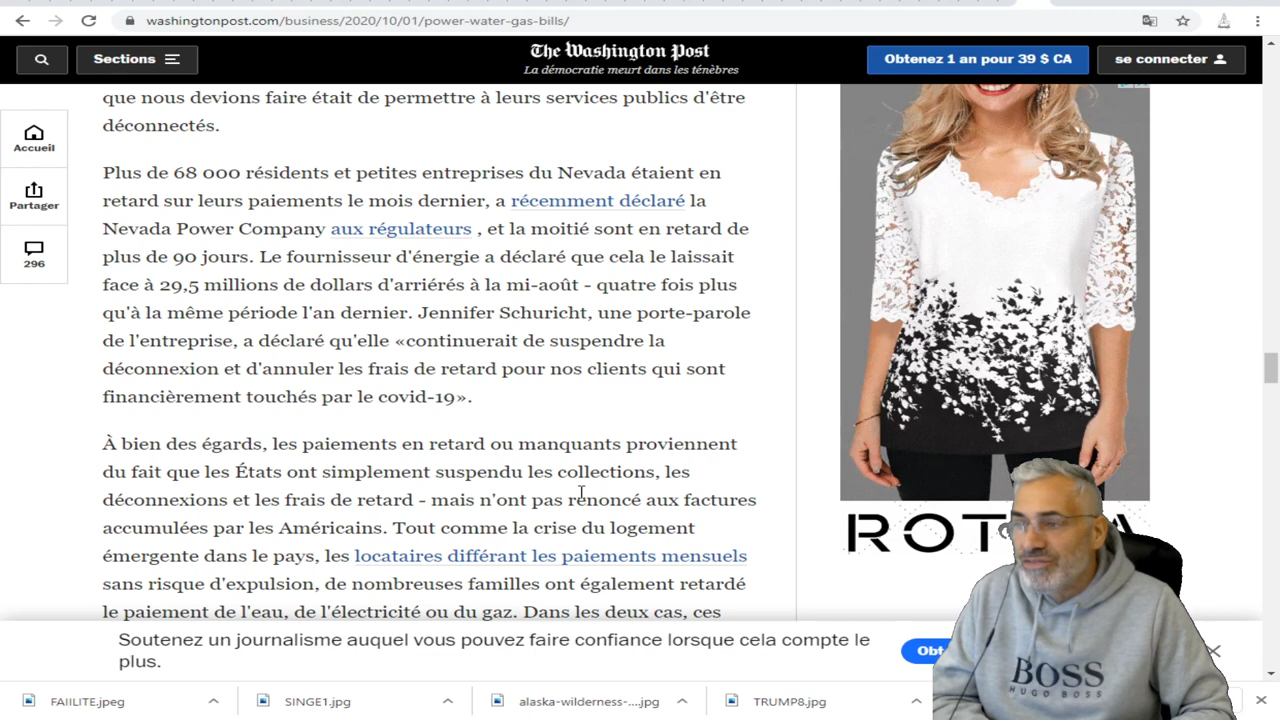 washingtonpost.com/business/2020/10/01/power-water-gas-bills/
Sections
The Washington Post
La démocratie meurt dans les ténèbres
Obtenez 1 an pour 39 $ CA
se connecter
Accueil
Partager
296
que nous devions faire était de permettre à leurs services publics d'être
déconnectés.
Plus de 68 000 résidents et petites entreprises du Nevada étaient en
retard sur leurs paiements le mois dernier, a récemment déclaré la
Nevada Power Company aux régulateurs , et la moitié sont en retard de
plus de 90 jours. Le fournisseur d'énergie a déclaré que cela le laissait
face à 29,5 millions de dollars d'arriérés à la mi-août - quatre fois plus
qu'à la même période l'an dernier. Jennifer Schuricht, une porte-parole
de l'entreprise, a déclaré qu'elle «continuerait de suspendre la
déconnexion et d'annuler les frais de retard pour nos clients qui sont
financièrement touchés par le covid-19».
À bien des égards, les paiements en retard ou manquants proviennent
du fait que les États ont simplement suspendu les collections, les
déconnexions et les frais de retard - mais n'ont pas renoncé aux factures
accumulées par les Américains. Tout comme la crise du logement
émergente dans le pays, les locataires différant les paiements mensuels
sans risque d'expulsion, de nombreuses familles ont également retardé
le paiement de l'eau, de l'électricité ou du gaz. Dans les deux cas, ces
Soutenez un journalisme auquel vous pouvez faire confiance lorsque cela compte le
plus.
Obt
BOSS
HUGO BOSS
FAIILITE.jpeg
SINGE1.jpg
alaska-wilderness-....jpg
TRUMP8.jpg